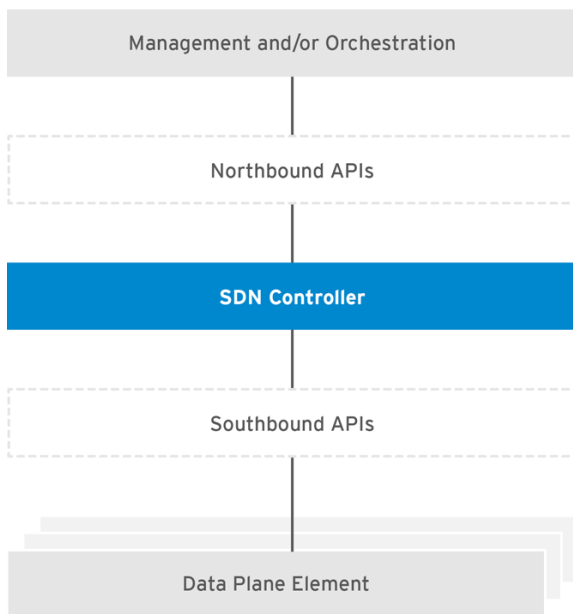 Management and/or Orchestration
Northbound APIs
SDN Controller
Southbound APIs
Data Plane Element